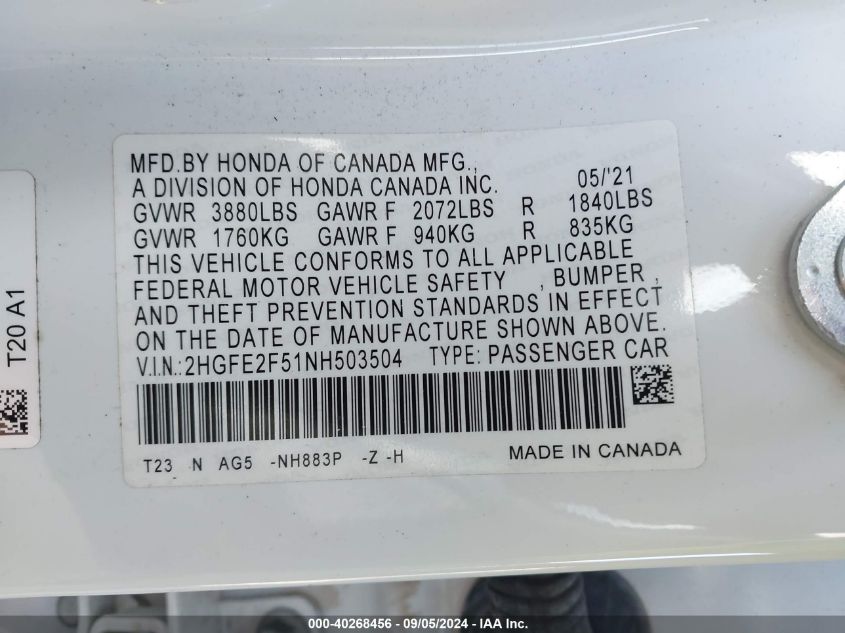 MFD.BY HONDA OF CANADA MFG.,
A DIVISION OF HONDA CANADA INC. 05/'21
GVWR 3880LBS GAWR F 2072LBS R 1840LBS
GVWR 1760KG GAWR F 940KG R 835KG
THIS VEHICLE CONFORMS TO ALL APPLICABLE
FEDERAL MOTOR VEHICLE SAFETY , BUMPER ,
AND THEFT PREVENTION STANDARDS IN EFFECT
ON THE DATE OF MANUFACTURE SHOWN ABOVE.
V.I.N.: 2HGFE2F51NH503504 TYPE: PASSENGER CAR
T23 N AG5 -NH883P -Z -H MADE IN CANADA
T20 A1
000-40268456 - 09/05/2024 - IAA Inc.